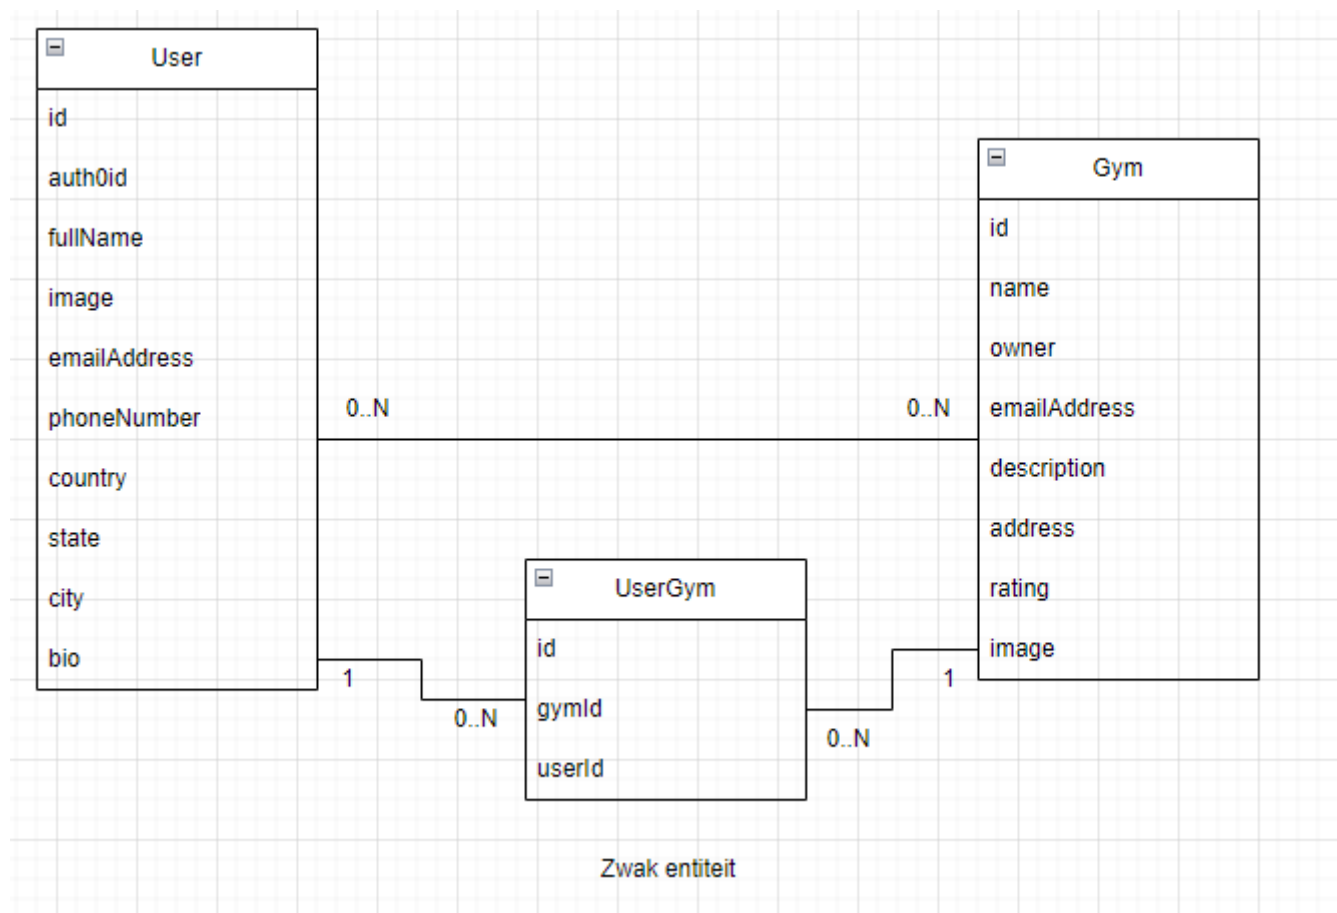 User
id
auth0id
fullName
image
emailAddress
phoneNumber
country
state
city
bio
0..N
0..N
Gym
id
name
owner
emailAddress
description
address
rating
image
1
0..N
UserGym
id
gymId
userId
0..N
1
Zwak entiteit